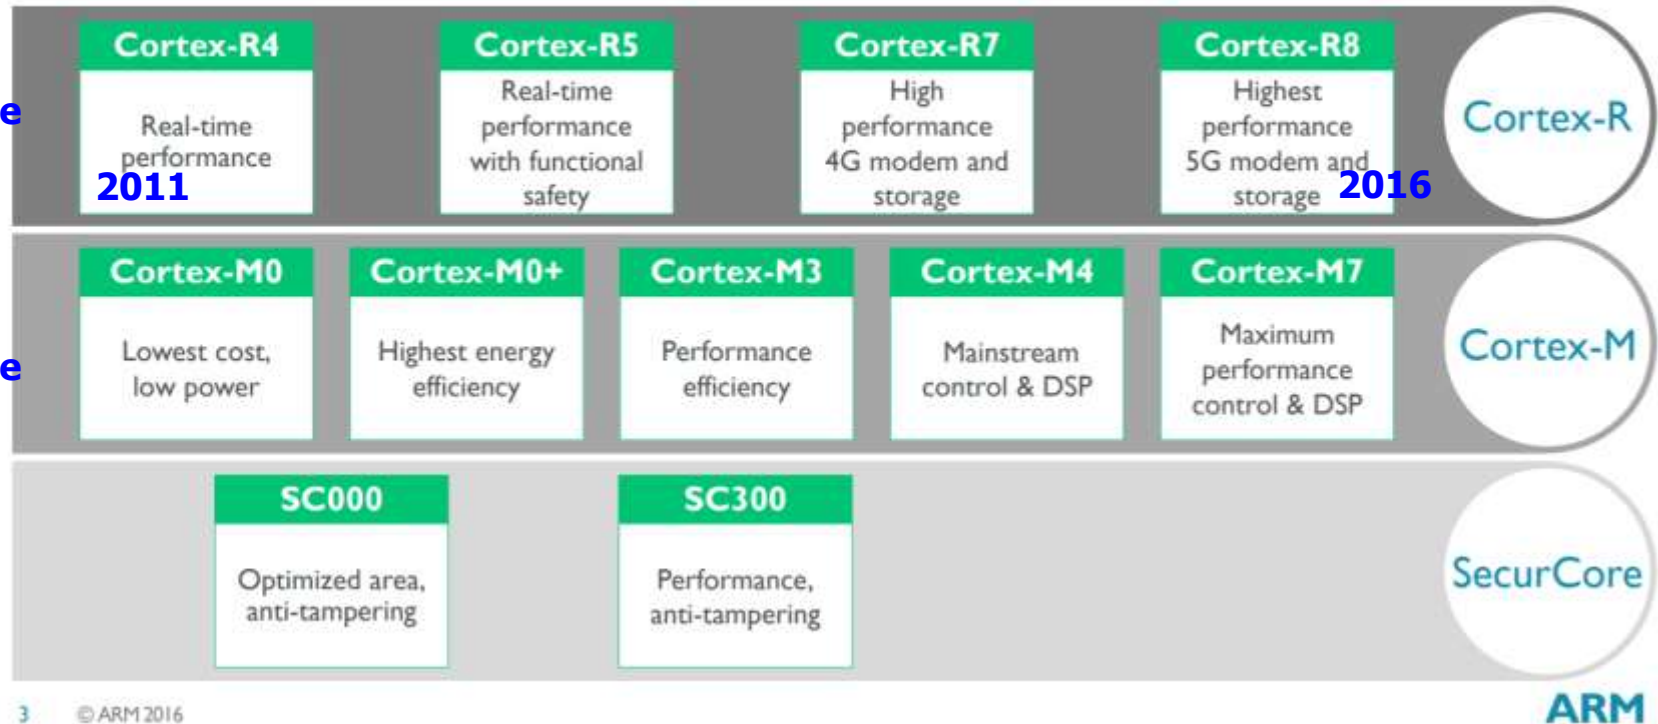 Cortex-R4
Real-time
performance
2011
Cortex-R5
Real-time
performance
with functional
safety
Cortex-R7
High
performance
4G modem and
storage
Cortex-R8
Highest
performance
5G modem and
storage
2016
Cortex-R
e
Cortex-M0
Lowest cost,
low power
Cortex-M0+
Highest energy
efficiency
Cortex-M3
Performance
efficiency
Cortex-M4
Mainstream
control & DSP
Cortex-M7
Maximum
performance
control & DSP
Cortex-M
e
SC000
Optimized area,
anti-tampering
SC300
Performance,
anti-tampering
SecurCore
3 © ARM 2016
ARM